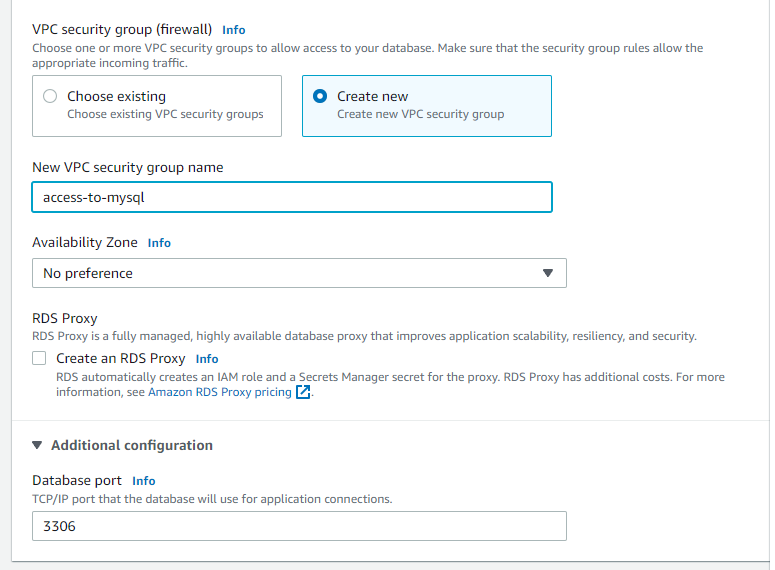 VPC security group (firewall) Info
Choose one or more VPC security groups to allow access to your database. Make sure that the security group rules allow the
appropriate incoming traffic.
Choose existing
Choose existing VPC security groups
Create new
Create new VPC security group
New VPC security group name
access-to-mysql
Availability Zone Info
No preference
RDS Proxy
RDS Proxy is a fully managed, highly available database proxy that improves application scalability, resiliency, and security.
Create an RDS Proxy Info
RDS automatically creates an IAM role and a Secrets Manager secret for the proxy. RDS Proxy has additional costs. For more
information, see Amazon RDS Proxy pricing.
Additional configuration
Database port Info
TCP/IP port that the database will use for application connections.
3306